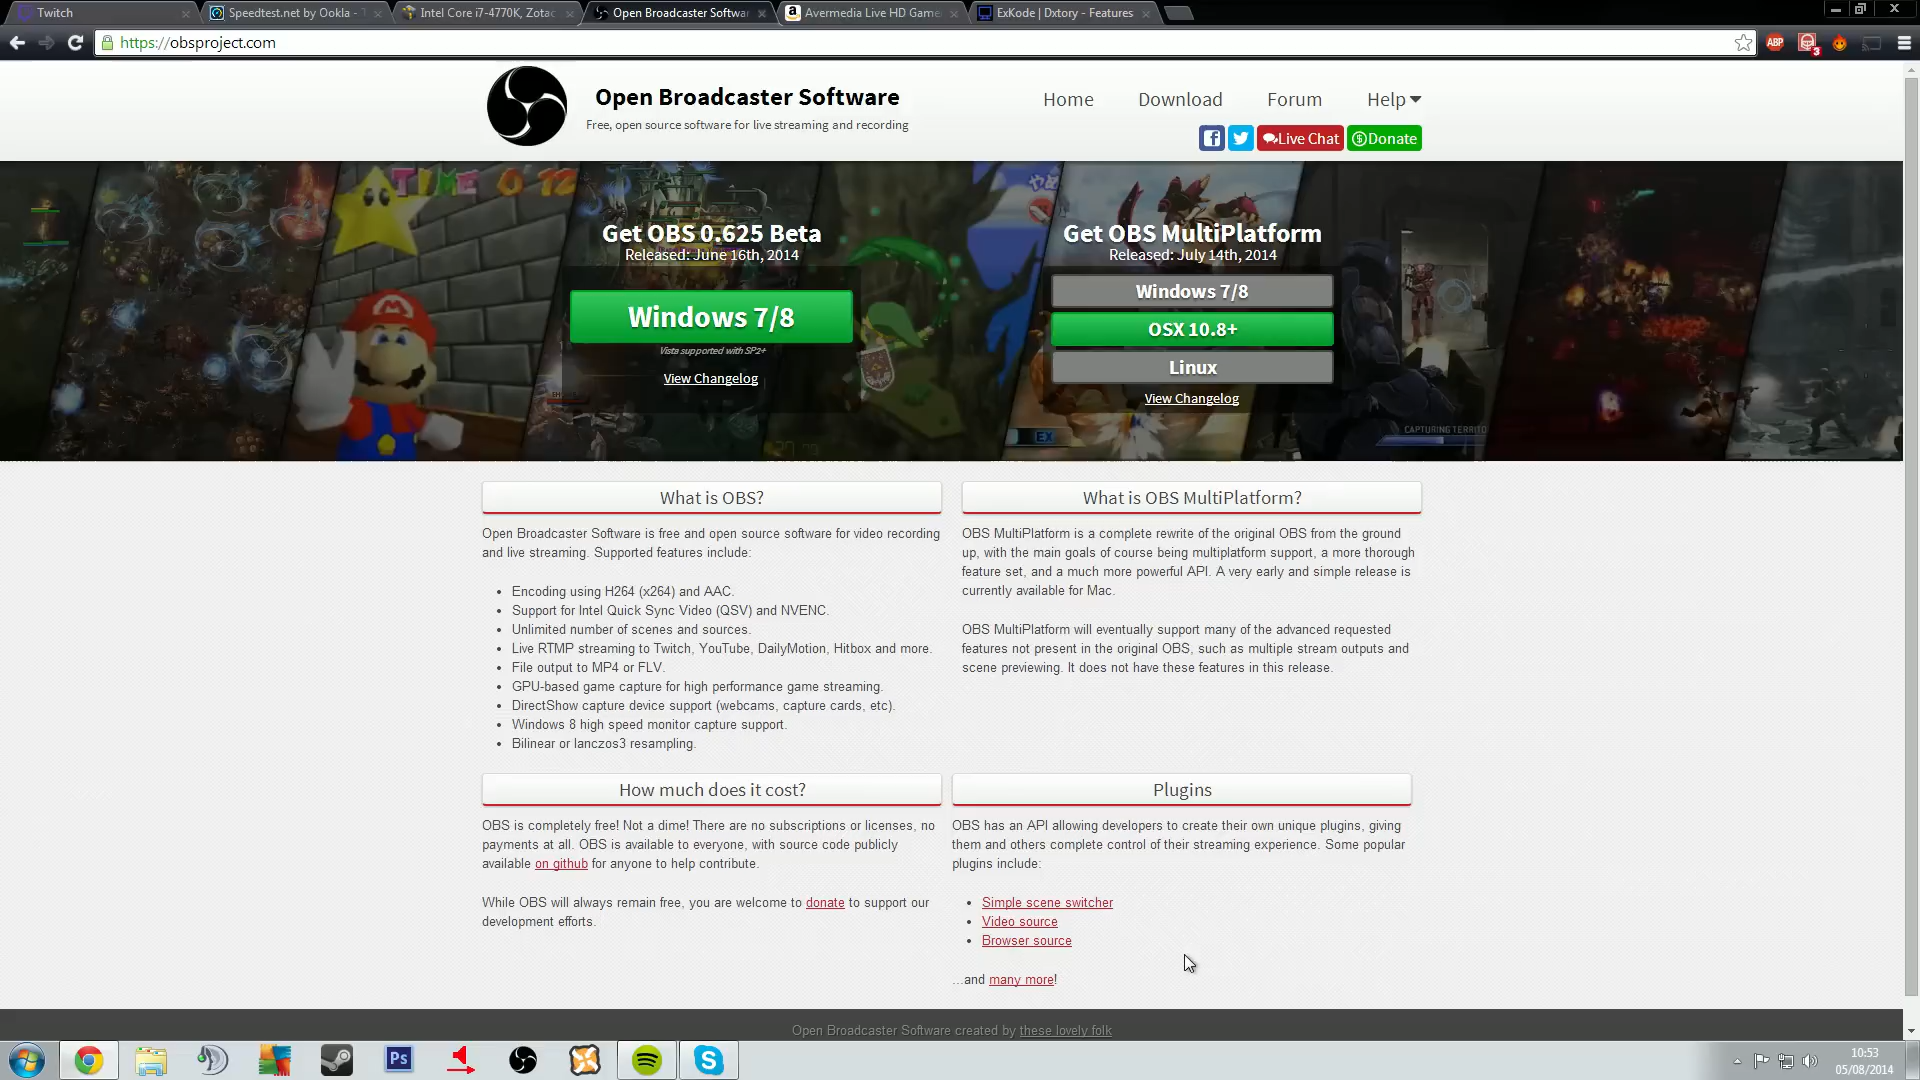 Twitch
Speedtest.net by Ookla - T
Intel Core i7-4770K, Zotac
Open Broadcaster Softwar
Avermedia Live HD Game
ExKode | Dxtory - Features
https://obsproject.com
ABP
3
Open Broadcaster Software
Free, open source software for live streaming and recording
Home
Download
Forum
Help
Live Chat
Donate
TIME 0 12
Get OBS 0.625 Beta
Released: June 16th, 2014
Windows 7/8
Vista supported with SP2+
View Changelog
Get OBS MultiPlatform
Released: July 14th, 2014
Windows 7/8
OSX 10.8+
Linux
View Changelog
EX
CAPTURING TERRITO
What is OBS?
Open Broadcaster Software is free and open source software for video recording
and live streaming. Supported features include:
Encoding using H264 (x264) and AAC.
Support for Intel Quick Sync Video (QSV) and NVENC.
Unlimited number of scenes and sources.
Live RTMP streaming to Twitch, YouTube, DailyMotion, Hitbox and more.
File output to MP4 or FLV.
GPU-based game capture for high performance game streaming.
DirectShow capture device support (webcams, capture cards, etc).
Windows 8 high speed monitor capture support.
Bilinear or lanczos3 resampling.
What is OBS MultiPlatform?
OBS MultiPlatform is a complete rewrite of the original OBS from the ground
up, with the main goals of course being multiplatform support, a more thorough
feature set, and a much more powerful API. A very early and simple release is
currently available for Mac.
OBS MultiPlatform will eventually support many of the advanced requested
features not present in the original OBS, such as multiple stream outputs and
scene previewing. It does not have these features in this release.
How much does it cost?
OBS is completely free! Not a dime! There are no subscriptions or licenses, no
payments at all. OBS is available to everyone, with source code publicly
available on github for anyone to help contribute.
While OBS will always remain free, you are welcome to donate to support our
development efforts.
Plugins
OBS has an API allowing developers to create their own unique plugins, giving
them and others complete control of their streaming experience. Some popular
plugins include:
Simple scene switcher
Video source
Browser source
...and many more!
Open Broadcaster Software created by these lovely folk
Ps
10:53
05/08/2014